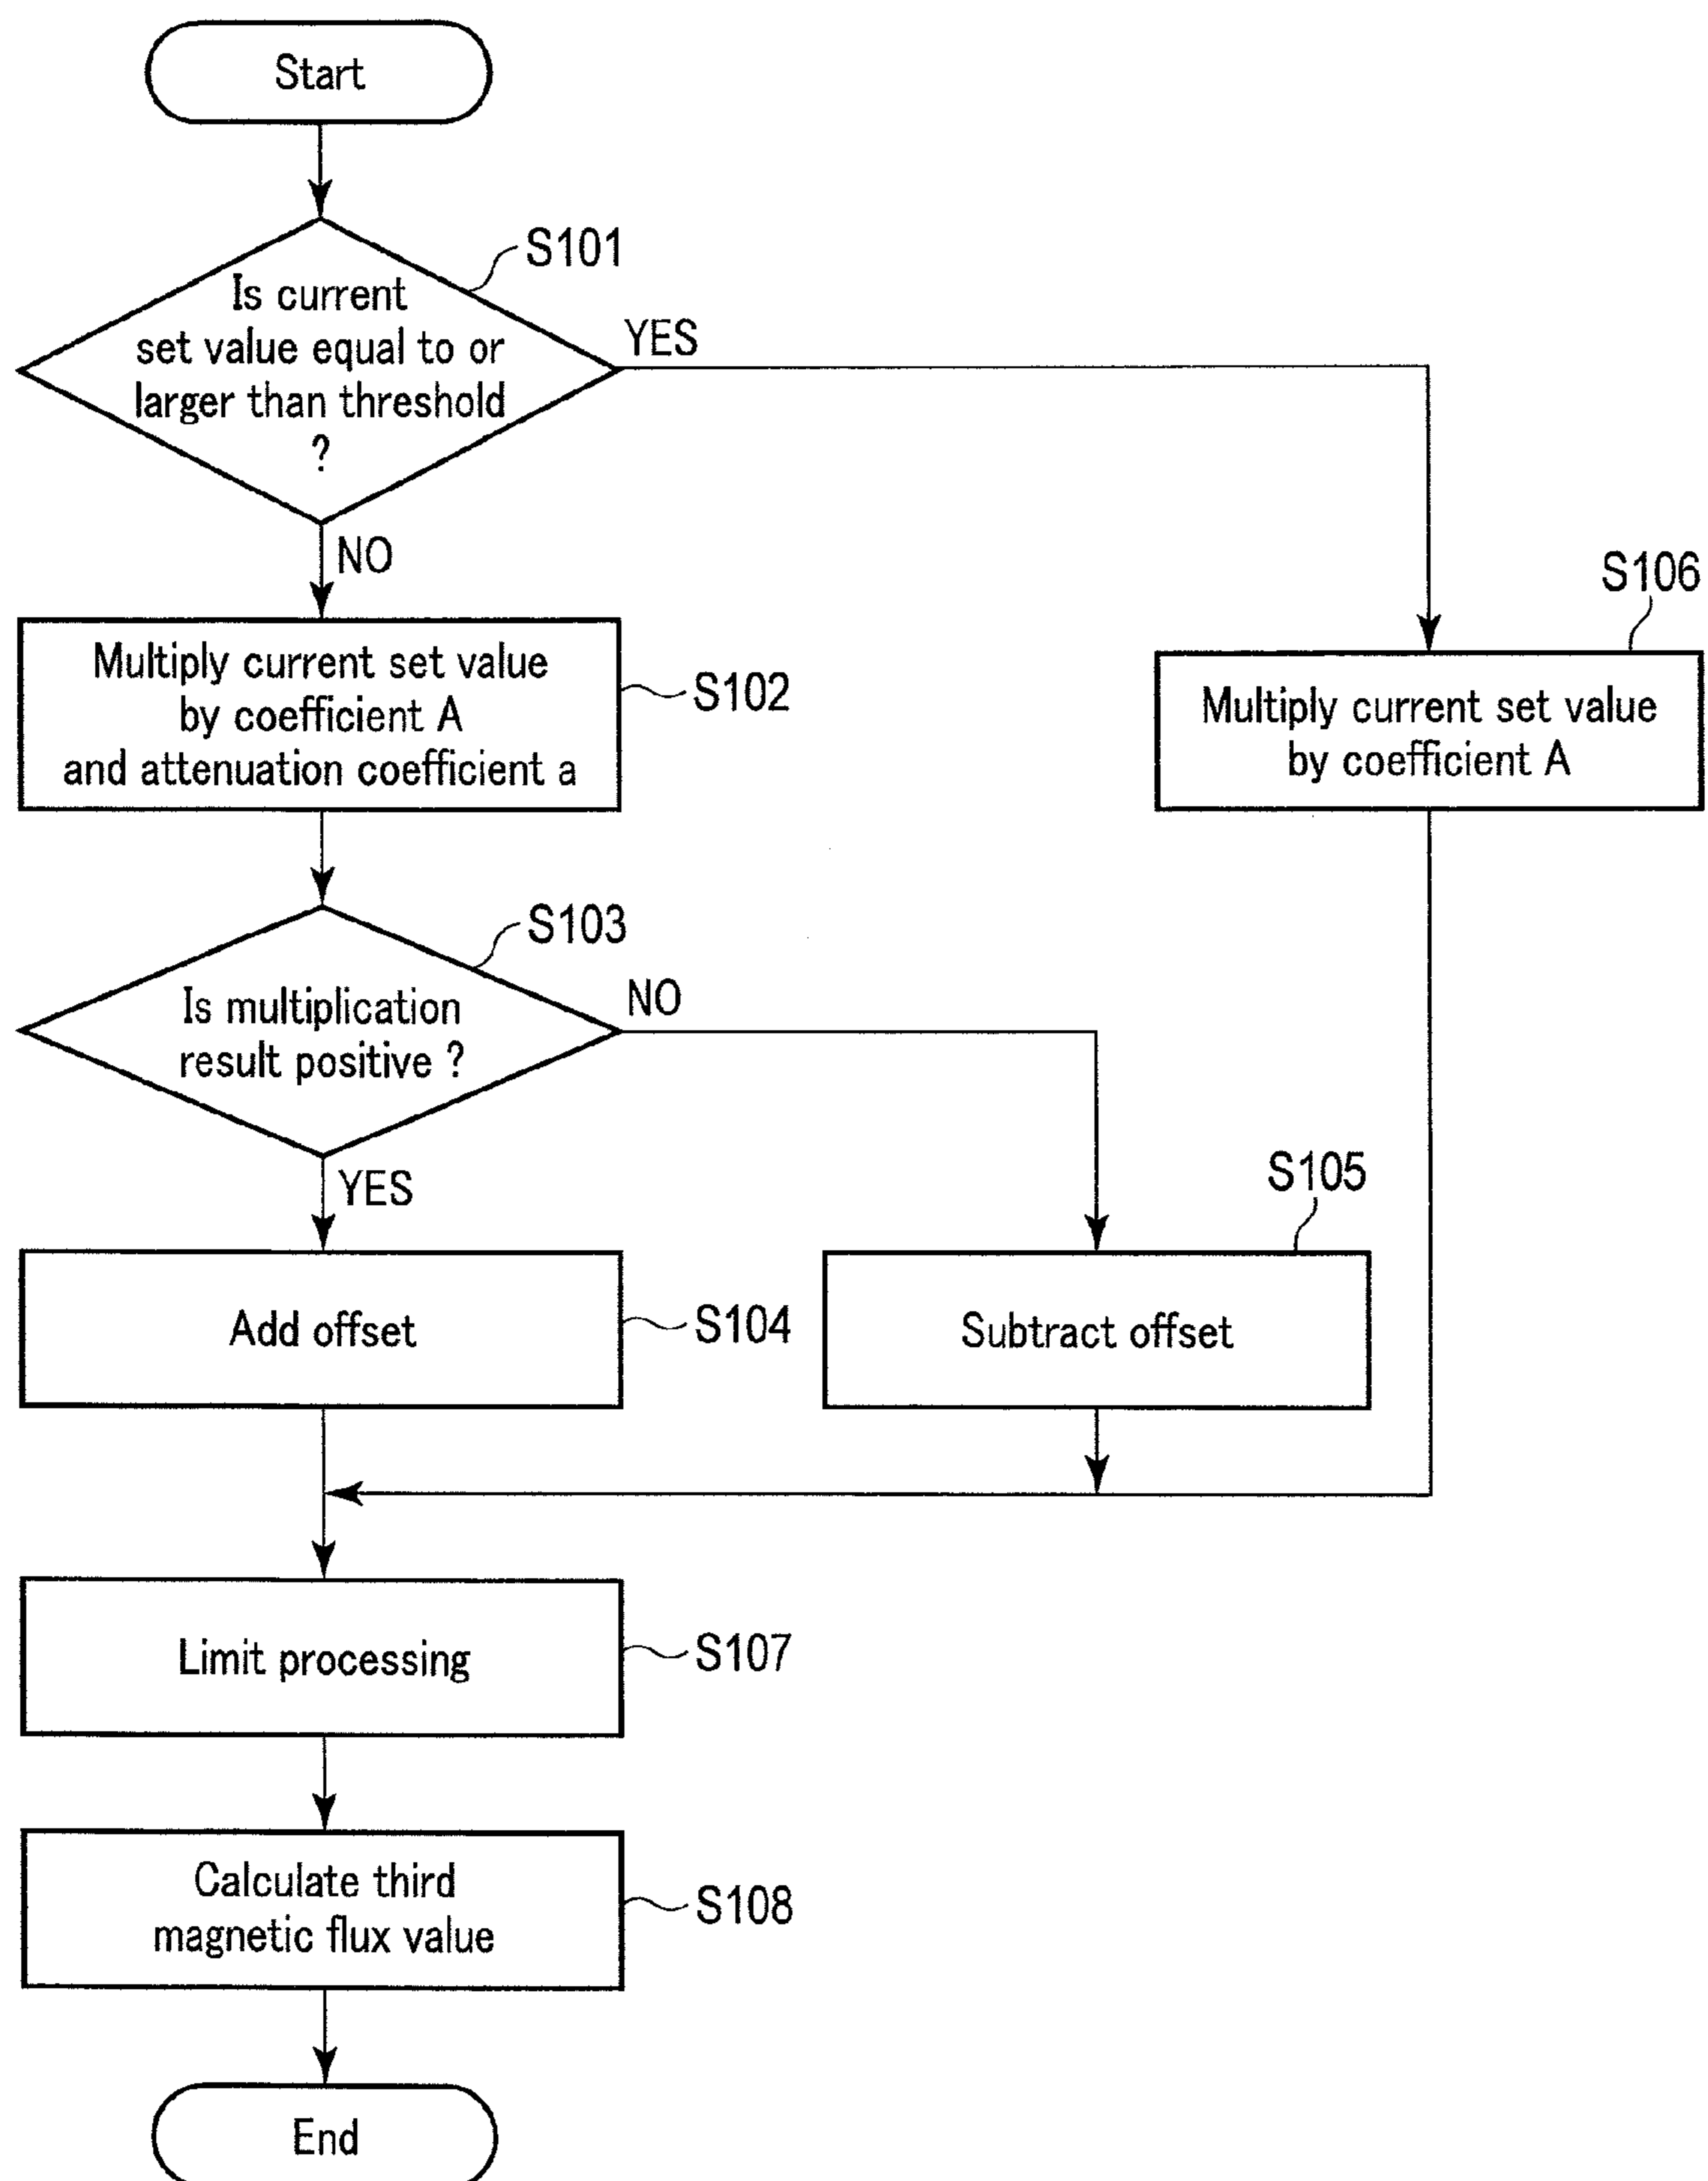 Start
S101
Is current
set value equal to or
larger than threshold
?
YES
NO
S106
Multiply current set value
by coefficient A
and attenuation coefficient a
S102
Multiply current set value
by coefficient A
S103
Is multiplication
result positive ?
NO
YES
S105
Add offset
S104
Subtract offset
Limit processing
S107
Calculate third
magnetic flux value
S108
End